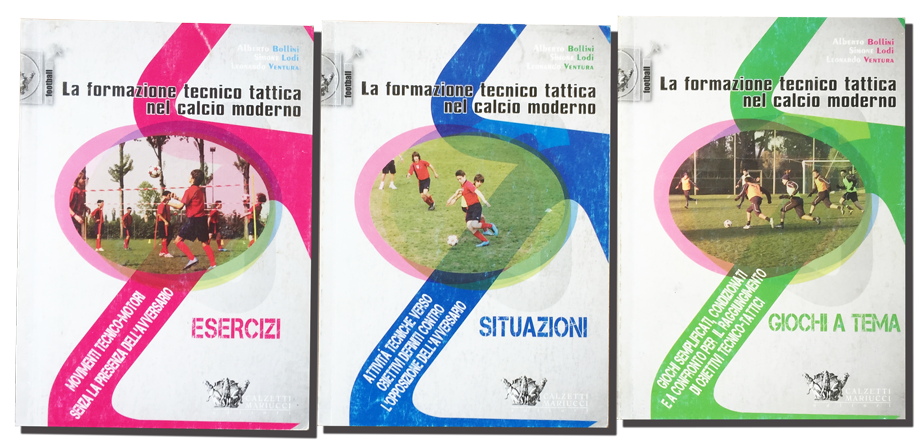 Alberto Bollisi
Simone Lodi
Leonardo Ventura
football
La formazione tecnico tattica
nel calcio moderno
MOVIMENTI TECNICO-MOTORI
SENZA LA PRESENZA DELL'AVVERSARIO
ESERCIZI
CALZETTI
MARIUCCI
Alberto Bollisi
Simone Lodi
Leonardo Ventura
football
La formazione tecnico tattica
nel calcio moderno
ATTIVITÀ TECNICHE VERSO
OBIETTIVI DEFINITI CONTRO
L'OPPOSIZIONE DELL'AVVERSARIO
SITUAZIONI
CALZETTI
MARIUCCI
Alberto Bollisi
Simone Lodi
Leonardo Ventura
football
La formazione tecnico tattica
nel calcio moderno
GIOCHI SEMPLIFICATI, CONDIZIONATI
E A CONFRONTO PER IL RAGGIUNGIMENTO
DI OBIETTIVI TECNICO-TATTICI
GIOCHI A TEMA
CALZETTI
MARIUCCI